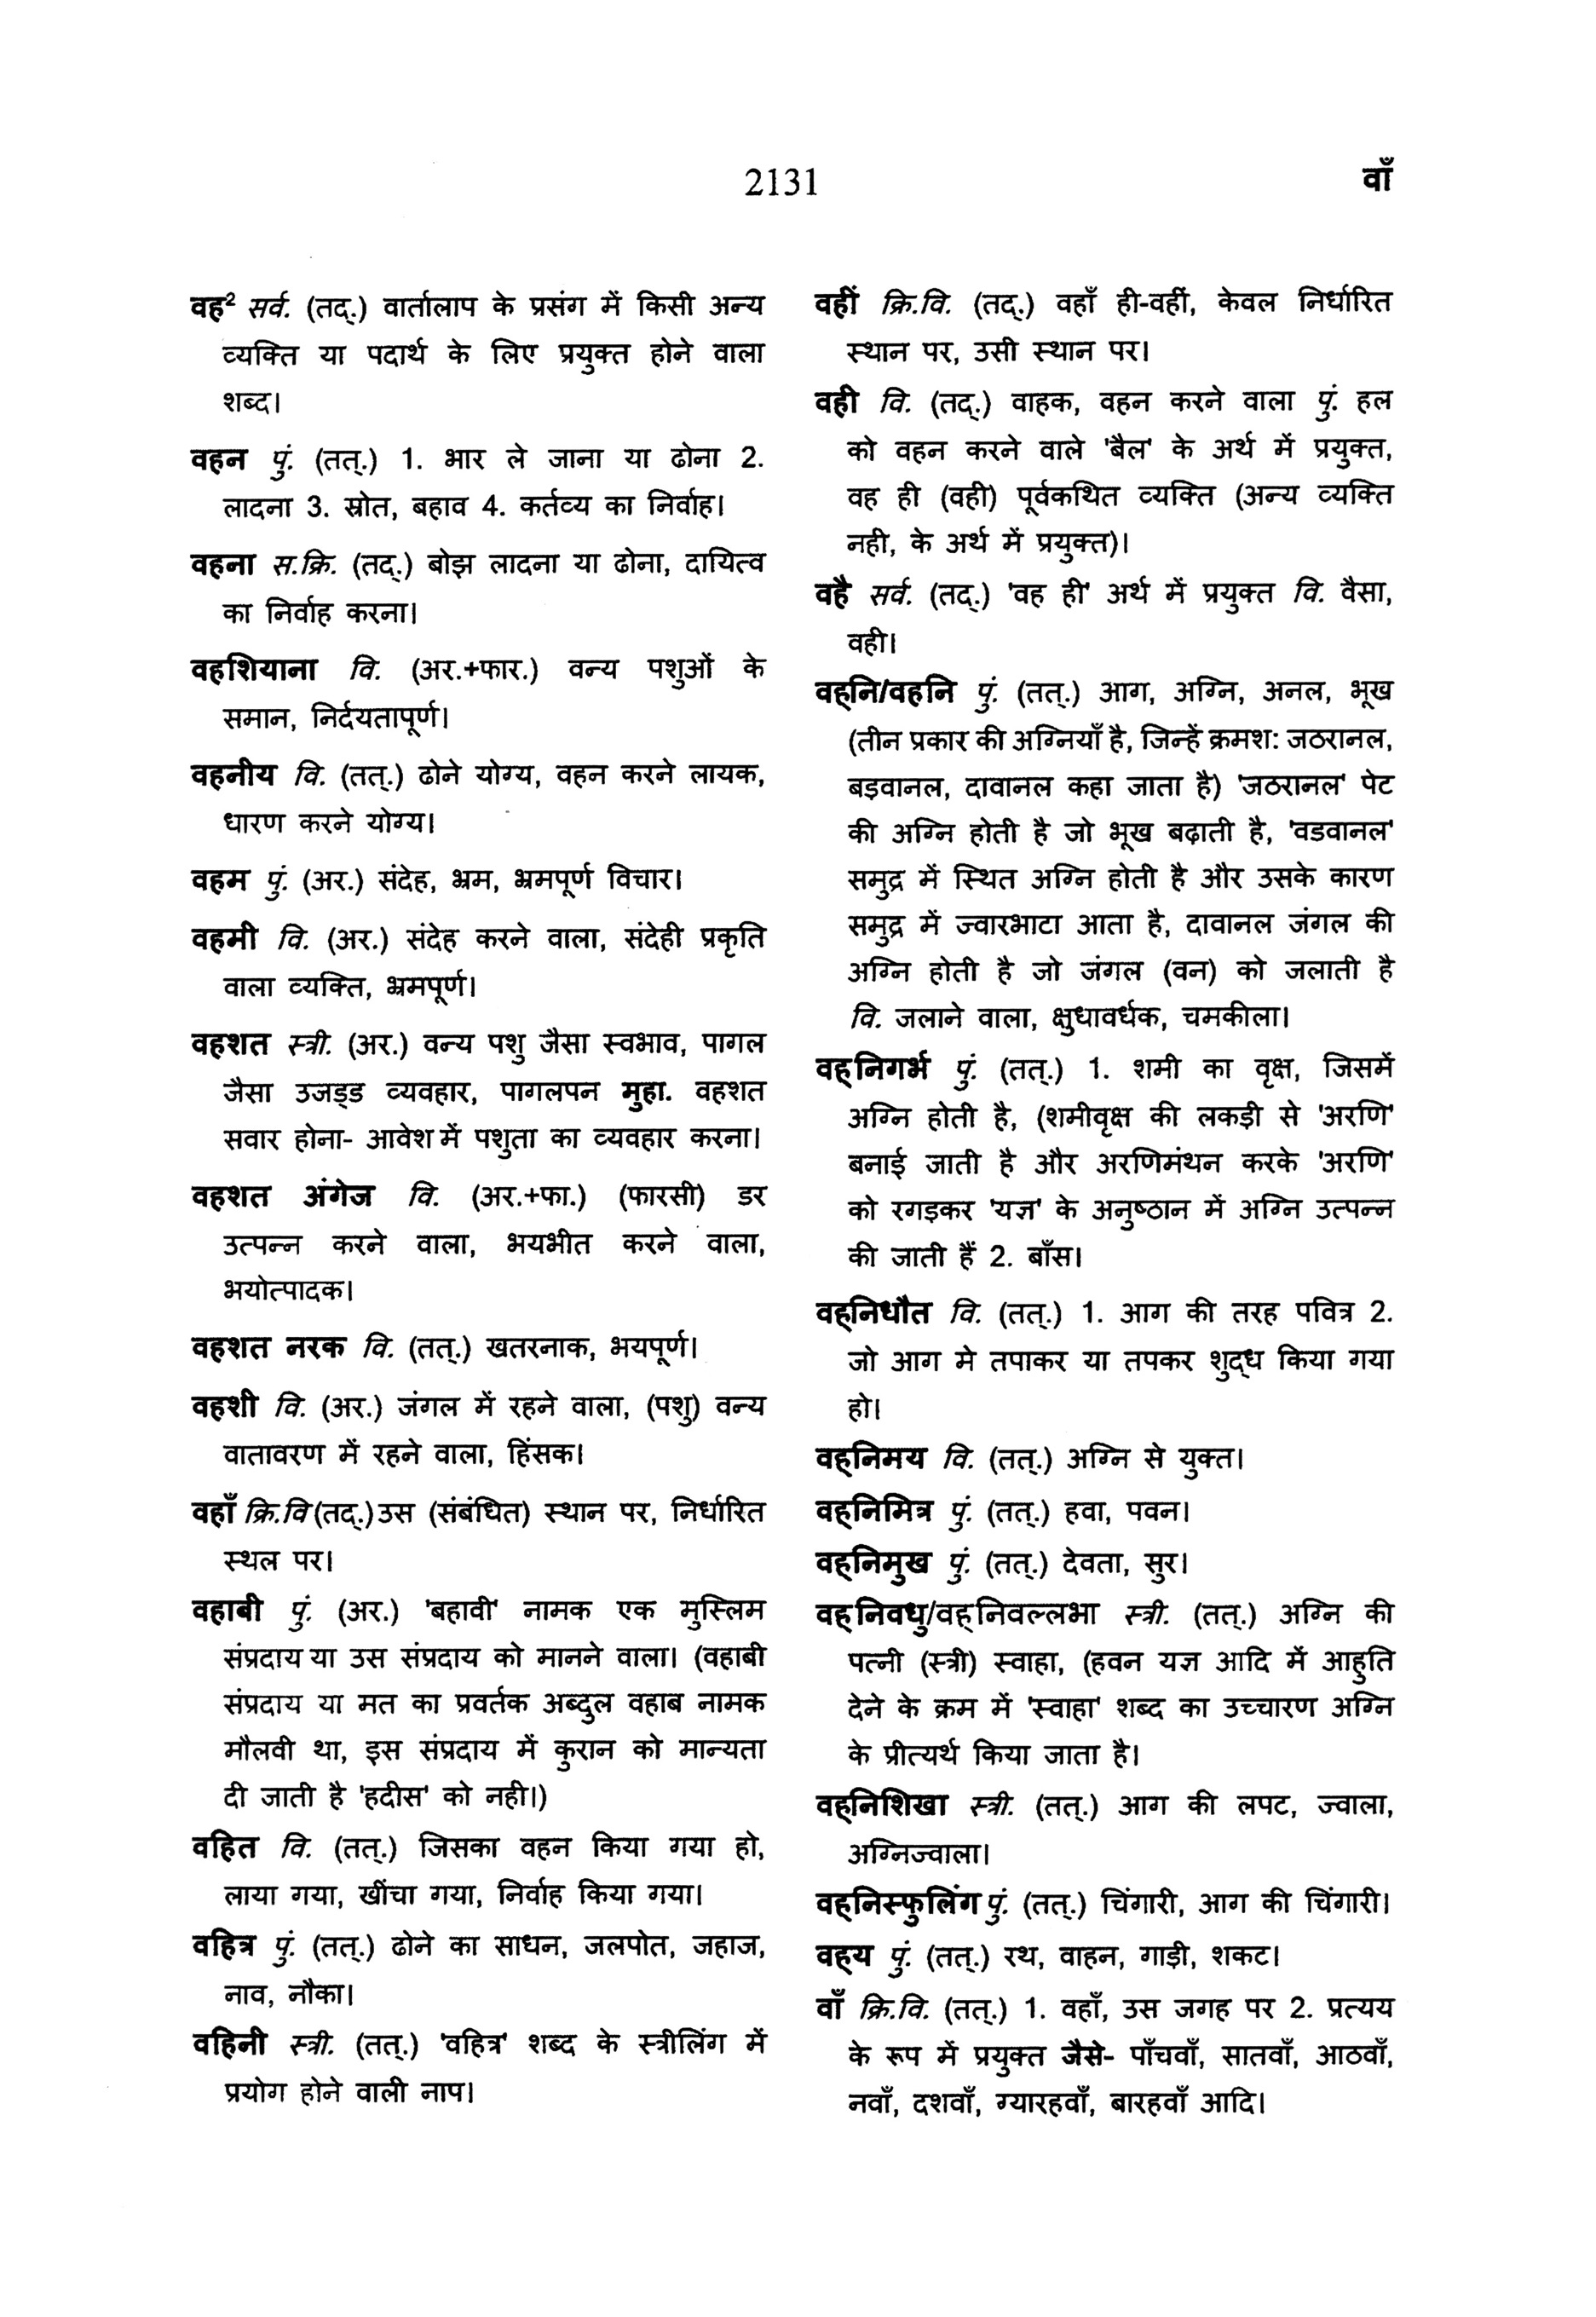 2131
वाँ
वह² सर्व. (तद्.) वार्तालाप के प्रसंग में किसी अन्य
व्यक्ति या पदार्थ के लिए प्रयुक्त होने वाला
शब्द।
वहन पुं. (तत्.) 1. भार ले जाना या ढोना 2.
लादना 3. स्रोत, बहाव 4. कर्तव्य का निर्वाह।
वहना स.क्रि. (तद्.) बोझ लादना या ढोना, दायित्व
का निर्वाह करना।
वहशियाना वि. (अर.+फार.) वन्य पशुओं के
समान, निर्दयतापूर्ण।
वहनीय वि. (तत्.) ढोने योग्य, वहन करने लायक,
धारण करने योग्य।
वहम पुं. (अर.) संदेह, भ्रम, भ्रमपूर्ण विचार।
वहमी वि. (अर.) संदेह करने वाला, संदेही प्रकृति
वाला व्यक्ति, भ्रमपूर्ण।
वहशत स्त्री. (अर.) वन्य पशु जैसा स्वभाव, पागल
जैसा उजड्ड व्यवहार, पागलपन मुहा. वहशत
सवार होना- आवेश में पशुता का व्यवहार करना।
वहशत अंगेज वि. (अर.+फा.) (फारसी) डर
उत्पन्न करने वाला, भयभीत करने वाला,
भयोत्पादक।
वहशत नरक वि. (तत्.) खतरनाक, भयपूर्ण।
वहशी वि. (अर.) जंगल में रहने वाला, (पशु) वन्य
वातावरण में रहने वाला, हिंसक।
वहाँ क्रि.वि (तद्.) उस (संबंधित) स्थान पर, निर्धारित
स्थल पर।
वहाबी पुं. (अर.) 'बहावी' नामक एक मुस्लिम
संप्रदाय या उस संप्रदाय को मानने वाला। (वहाबी
संप्रदाय या मत का प्रवर्तक अब्दुल वहाब नामक
मौलवी था, इस संप्रदाय में कुरान को मान्यता
दी जाती है 'हदीस' को नही।)
वहित वि. (तत्.) जिसका वहन किया गया हो,
लाया गया, खींचा गया, निर्वाह किया गया।
वहित्र पुं. (तत्.) ढोने का साधन, जलपोत, जहाज,
नाव, नौका।
वहिनी स्त्री. (तत्.) 'वहित्र' शब्द के स्त्रीलिंग में
प्रयोग होने वाली नाप।
वहीं क्रि.वि. (तद्.) वहाँ ही-वहीं, केवल निर्धारित
स्थान पर, उसी स्थान पर।
वही वि. (तद्.) वाहक, वहन करने वाला पुं. हल
को वहन करने वाले 'बैल' के अर्थ में प्रयुक्त,
वह ही (वही) पूर्वकथित व्यक्ति (अन्य व्यक्ति
नही, के अर्थ में प्रयुक्त)।
वहै सर्व. (तद्.) 'वह ही' अर्थ में प्रयुक्त वि. वैसा,
वही।
वह्‌नि/वहनि पुं. (तत्.) आग, अग्नि, अनल, भूख
(तीन प्रकार की अग्नियाँ है, जिन्हें क्रमश: जठरानल,
बड़वानल, दावानल कहा जाता है) 'जठरानल' पेट
की अग्नि होती है जो भूख बढ़ाती है, 'वडवानल'
समुद्र में स्थित अग्नि होती है और उसके कारण
समुद्र में ज्वारभाटा आता है, दावानल जंगल की
अग्नि होती है जो जंगल (वन) को जलाती है
वि. जलाने वाला, क्षुधावर्धक, चमकीला।
वह्‌निगर्भ पुं. (तत्.) 1. शमी का वृक्ष, जिसमें
अग्नि होती है, (शमीवृक्ष की लकड़ी से 'अरणि'
बनाई जाती है और अरणिमंथन करके 'अरणि'
को रगड़कर 'यज्ञ' के अनुष्ठान में अग्नि उत्पन्न
की जाती हैं 2. बाँस।
वह्‌निधौत वि. (तत्.) 1. आग की तरह पवित्र 2.
जो आग मे तपाकर या तपकर शुद्‌ध किया गया
हो।
वह्‌निमय वि. (तत्.) अग्नि से युक्त।
वह्‌निमित्र पुं. (तत्.) हवा, पवन।
वह्‌निमुख पुं. (तत्.) देवता, सुर।
वह्‌निवधु/वह्‌निवल्लभा स्त्री. (तत्.) अग्नि की
पत्नी (स्त्री) स्वाहा, (हवन यज्ञ आदि में आहुति
देने के क्रम में 'स्वाहा' शब्द का उच्चारण अग्नि
के प्रीत्यर्थ किया जाता है।
वह्‌निशिखा स्त्री. (तत्.) आग की लपट, ज्वाला,
अग्निज्वाला।
वह्‌निस्फुलिंग पुं. (तत्.) चिंगारी, आग की चिंगारी।
वह्‌य पुं. (तत्.) रथ, वाहन, गाड़ी, शकट।
वाँ क्रि.वि. (तत्.) 1. वहाँ, उस जगह पर 2. प्रत्यय
के रूप में प्रयुक्त जैसे- पाँचवाँ, सातवाँ, आठवाँ,
नवाँ, दशवाँ, ग्यारहवाँ, बारहवाँ आदि।